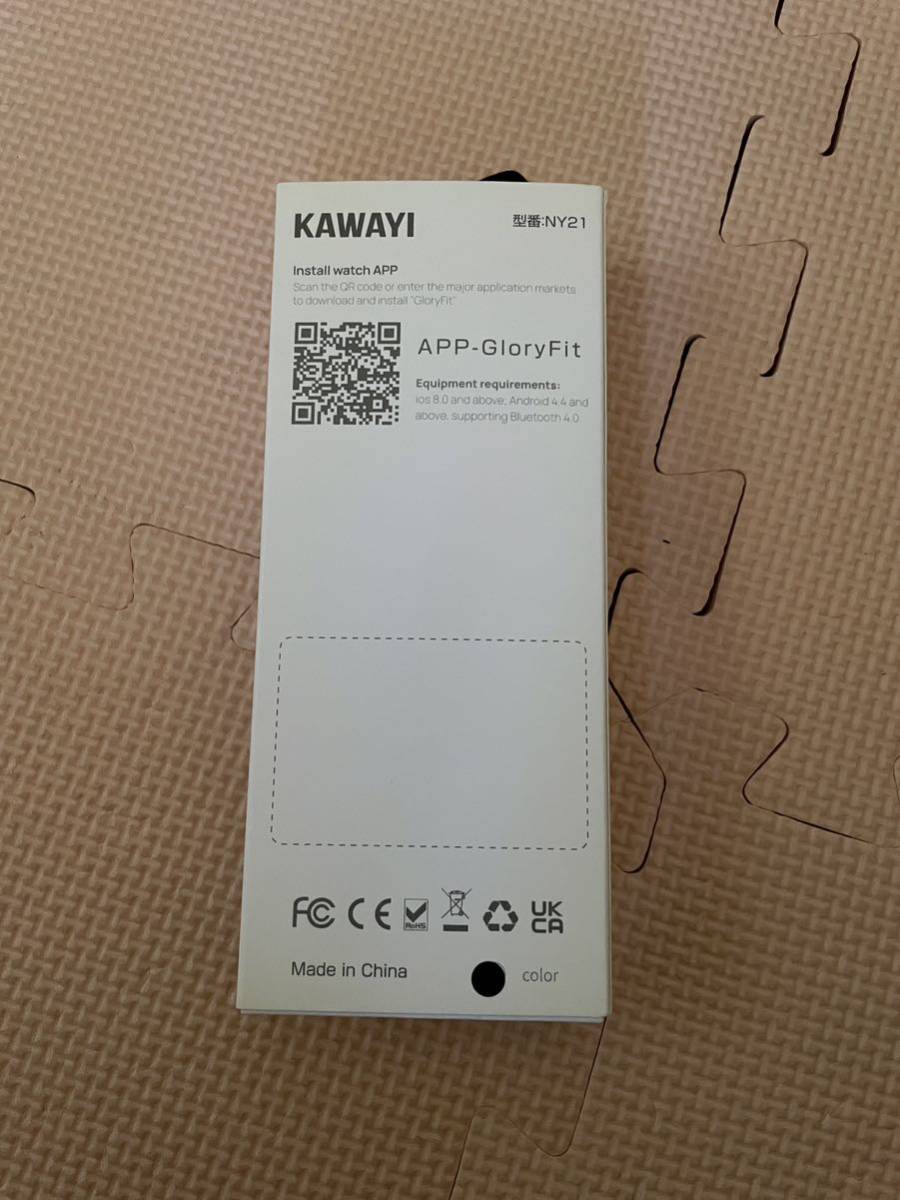 KAWAYI
型番:NY21
Install watch APP
Scan the QR code or enter the major application markets
to download and install "GloryFit"
APP-GloryFit
Equipment requirements:
ios 8.0 and above; Android 4.4 and
above, supporting Bluetooth 4.0
FC CE RoHS UK
CA
Made in China
color